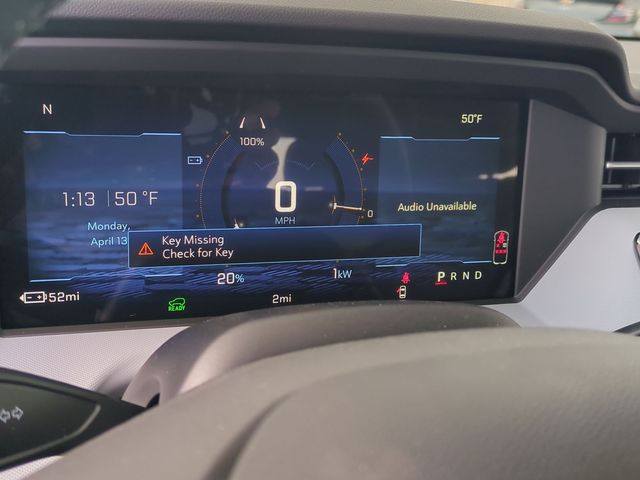 N
50°F
100%
1:13 50 °F
Monday,
April 13
0
MPH
0
Audio Unavailable
Key Missing
Check for Key
20%
1kW
52mi
READY
2mi
P R N D